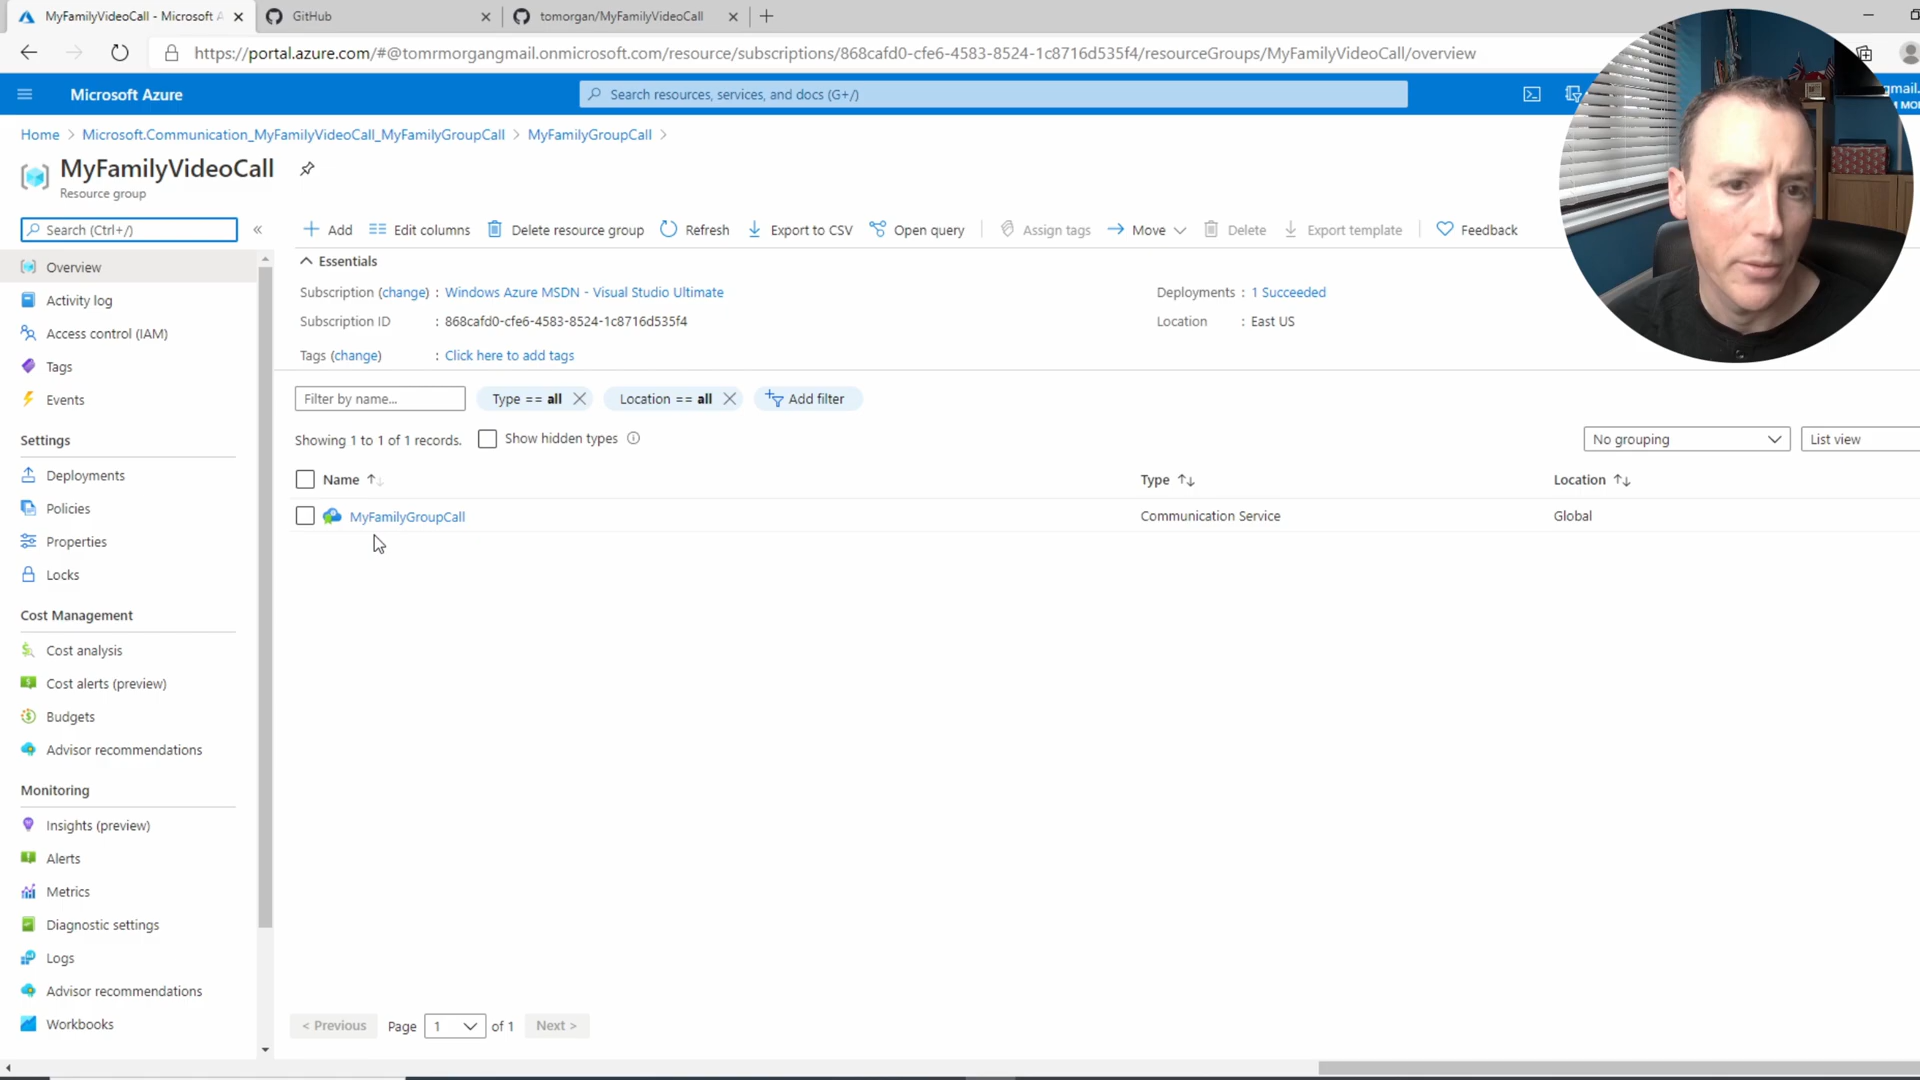 MyFamilyVideoCall - Microsoft A
GitHub
tomorgan/MyFamilyVideoCall
https://portal.azure.com/#@tomrmorgangmail.onmicrosoft.com/resource/subscriptions/868cafd0-cfe6-4583-8524-1c8716d535f4/resourceGroups/MyFamilyVideoCall/overview
Microsoft Azure
Search resources, services, and docs (G+/)
gmail.
Home > Microsoft.Communication_MyFamilyVideoCall_MyFamilyGroupCall > MyFamilyGroupCall >
MyFamilyVideoCall
Resource group
Search (Ctrl+/)
«
Add
Edit columns
Delete resource group
Refresh
Export to CSV
Open query
Assign tags
Move
Delete
Export template
Feedback
Overview
Activity log
Access control (IAM)
Tags
Events
Settings
Deployments
Policies
Properties
Locks
Cost Management
Cost analysis
Cost alerts (preview)
Budgets
Advisor recommendations
Monitoring
Insights (preview)
Alerts
Metrics
Diagnostic settings
Logs
Advisor recommendations
Workbooks
Essentials
Subscription (change) : Windows Azure MSDN - Visual Studio Ultimate
Subscription ID : 868cafd0-cfe6-4583-8524-1c8716d535f4
Tags (change) : Click here to add tags
Deployments : 1 Succeeded
Location : East US
Filter by name...
Type == all
Location == all
Add filter
Showing 1 to 1 of 1 records.
Show hidden types
No grouping
List view
Name
Type
Location
MyFamilyGroupCall
Communication Service
Global
< Previous
Page 1 of 1
Next >